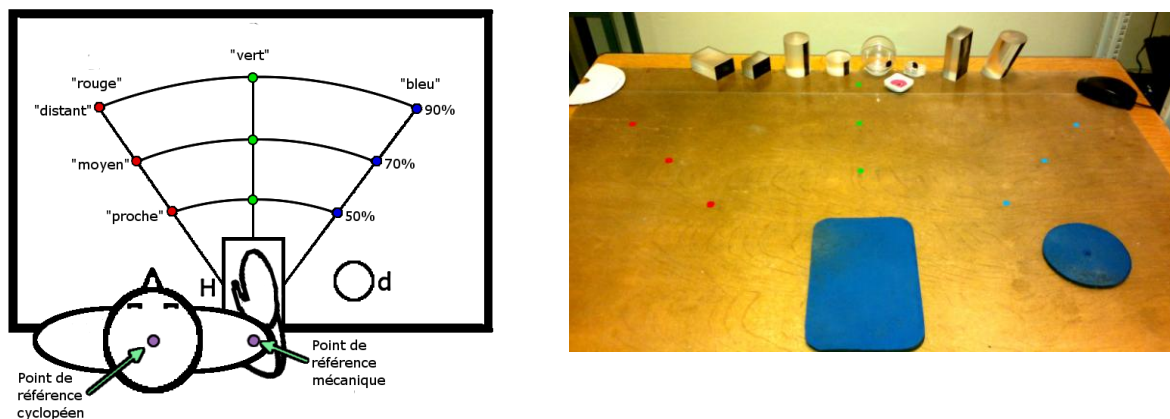 "vert"
"rouge"
"bleu"
"distant"
90%
"moyen"
70%
"proche"
50%
H
d
Point de
référence
cyclopéen
Point de
référence
mécanique